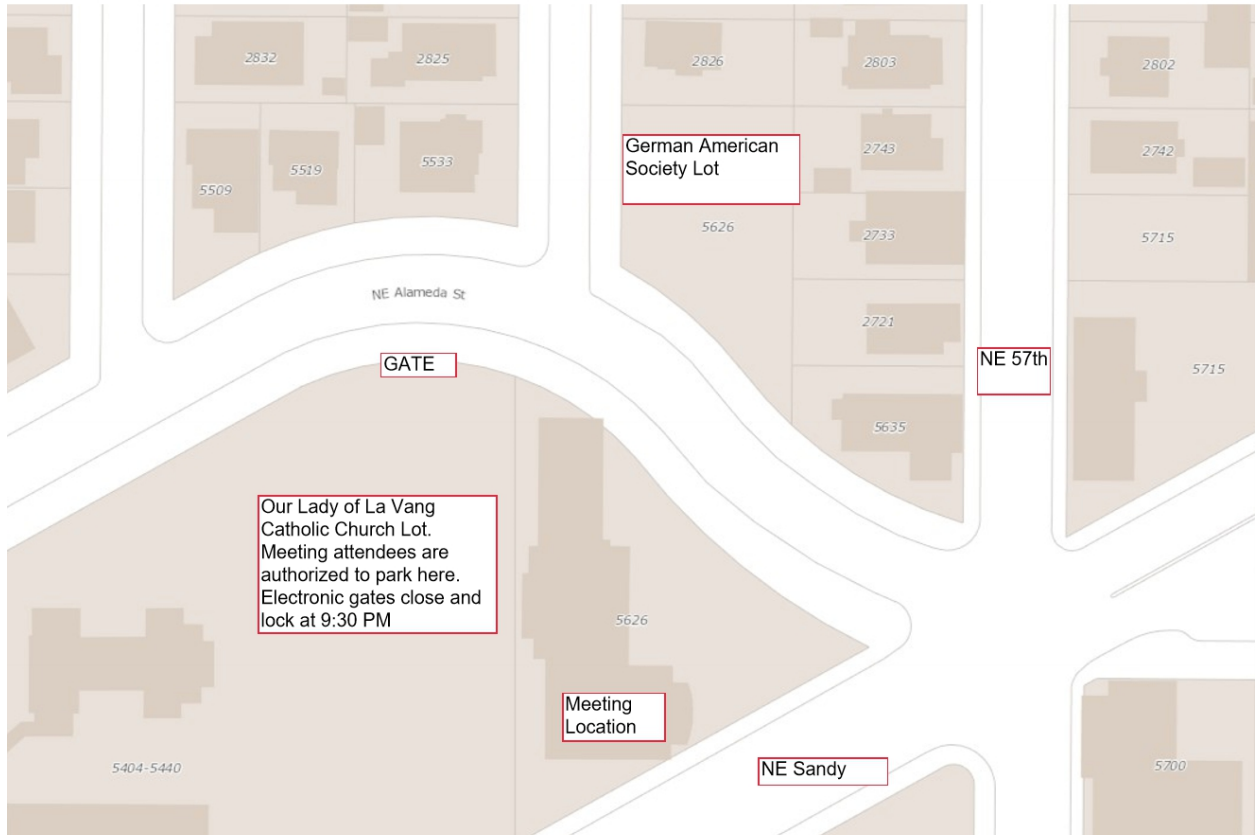 2832
2825
2826
2803
2802
German American
Society Lot
2743
2742
5509
5519
5533
5626
2733
5715
NE Alameda St
2721
GATE
NE 57th
5715
5635
Our Lady of La Vang
Catholic Church Lot.
Meeting attendees are
authorized to park here.
Electronic gates close and
lock at 9:30 PM
5626
Meeting
Location
5404-5440
NE Sandy
5700